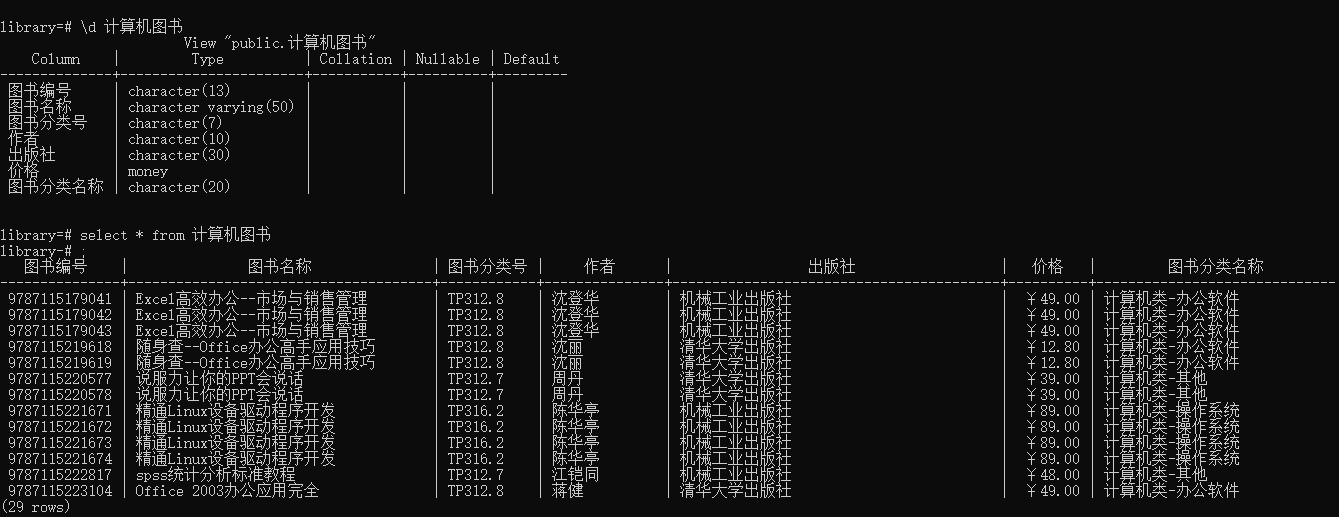 library=# \d 计算机图书
View "public.计算机图书"
Column | Type | Collation | Nullable | Default
--------------+------------------------+-----------+----------+---------
图书编号 | character(13) | | |
图书名称 | character varying(50) | | |
图书分类号 | character(7) | | |
作者 | character(10) | | |
出版社 | character(30) | | |
价格 | money | | |
图书分类名称 | character(20) | | |
library=# select * from 计算机图书
library-# ;
图书编号 | 图书名称 | 图书分类号 | 作者 | 出版社 | 价格 | 图书分类名称
9787115179041 | Excel高效办公--市场与销售管理 | TP312.8 | 沈登华 | 机械工业出版社 | ￥49.00 | 计算机类-办公软件
9787115179042 | Excel高效办公--市场与销售管理 | TP312.8 | 沈登华 | 机械工业出版社 | ￥49.00 | 计算机类-办公软件
9787115179043 | Excel高效办公--市场与销售管理 | TP312.8 | 沈登华 | 机械工业出版社 | ￥49.00 | 计算机类-办公软件
9787115219618 | 随身查--Office办公高手应用技巧 | TP312.8 | 沈丽 | 清华大学出版社 | ￥12.80 | 计算机类-办公软件
9787115219619 | 随身查--Office办公高手应用技巧 | TP312.8 | 沈丽 | 清华大学出版社 | ￥12.80 | 计算机类-办公软件
9787115220577 | 说服力让你的PPT会说话 | TP312.7 | 周丹 | 清华大学出版社 | ￥39.00 | 计算机类-其他
9787115220578 | 说服力让你的PPT会说话 | TP312.7 | 周丹 | 清华大学出版社 | ￥39.00 | 计算机类-其他
9787115221671 | 精通Linux设备驱动程序开发 | TP316.2 | 陈华亭 | 机械工业出版社 | ￥89.00 | 计算机类-操作系统
9787115221672 | 精通Linux设备驱动程序开发 | TP316.2 | 陈华亭 | 机械工业出版社 | ￥89.00 | 计算机类-操作系统
9787115221673 | 精通Linux设备驱动程序开发 | TP316.2 | 陈华亭 | 机械工业出版社 | ￥89.00 | 计算机类-操作系统
9787115221674 | 精通Linux设备驱动程序开发 | TP316.2 | 陈华亭 | 机械工业出版社 | ￥89.00 | 计算机类-操作系统
9787115222817 | spss统计分析标准教程 | TP312.7 | 江铠同 | 机械工业出版社 | ￥48.00 | 计算机类-其他
9787115223104 | Office 2003办公应用完全 | TP312.8 | 蒋健 | 清华大学出版社 | ￥49.00 | 计算机类-办公软件
(29 rows)